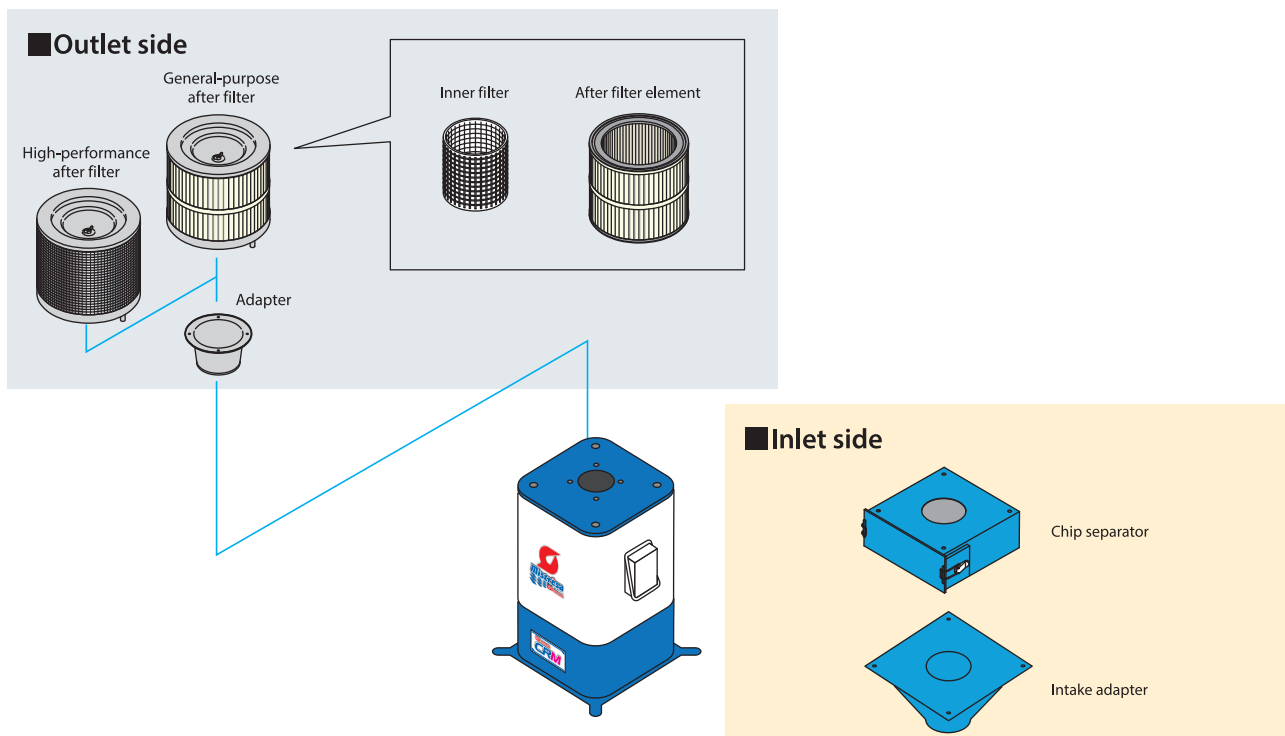 ■Outlet side
General-purpose
after filter
High-performance
after filter
Inner filter
After filter element
Adapter
CRM
■Inlet side
Chip separator
Intake adapter